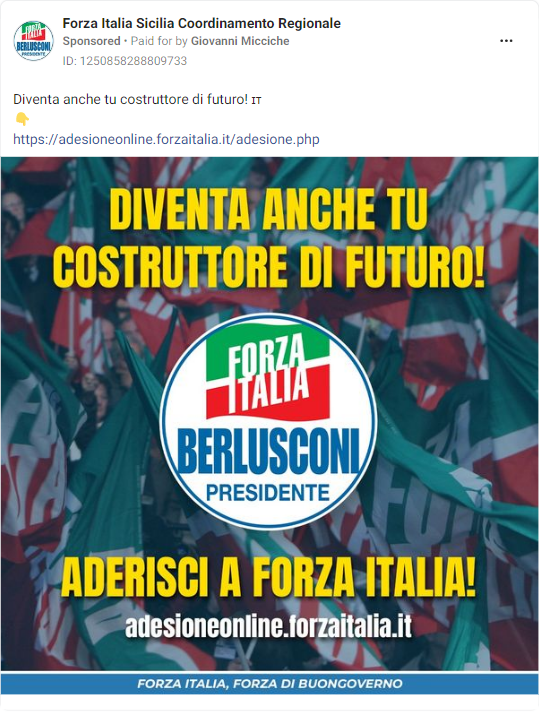 Forza Italia Sicilia Coordinamento Regionale
Sponsored • Paid for by Giovanni Micciche
ID: 1250858288809733
Diventa anche tu costruttore di futuro! IT
https://adesioneonline.forzaitalia.it/adesione.php
DIVENTA ANCHE TU
COSTRUTTORE DI FUTURO!
FORZA
ITALIA
BERLUSCONI
PRESIDENTE
ADERISCI A FORZA ITALIA!
adesioneonline.forzaitalia.it
FORZA ITALIA, FORZA DI BUONGOVERNO